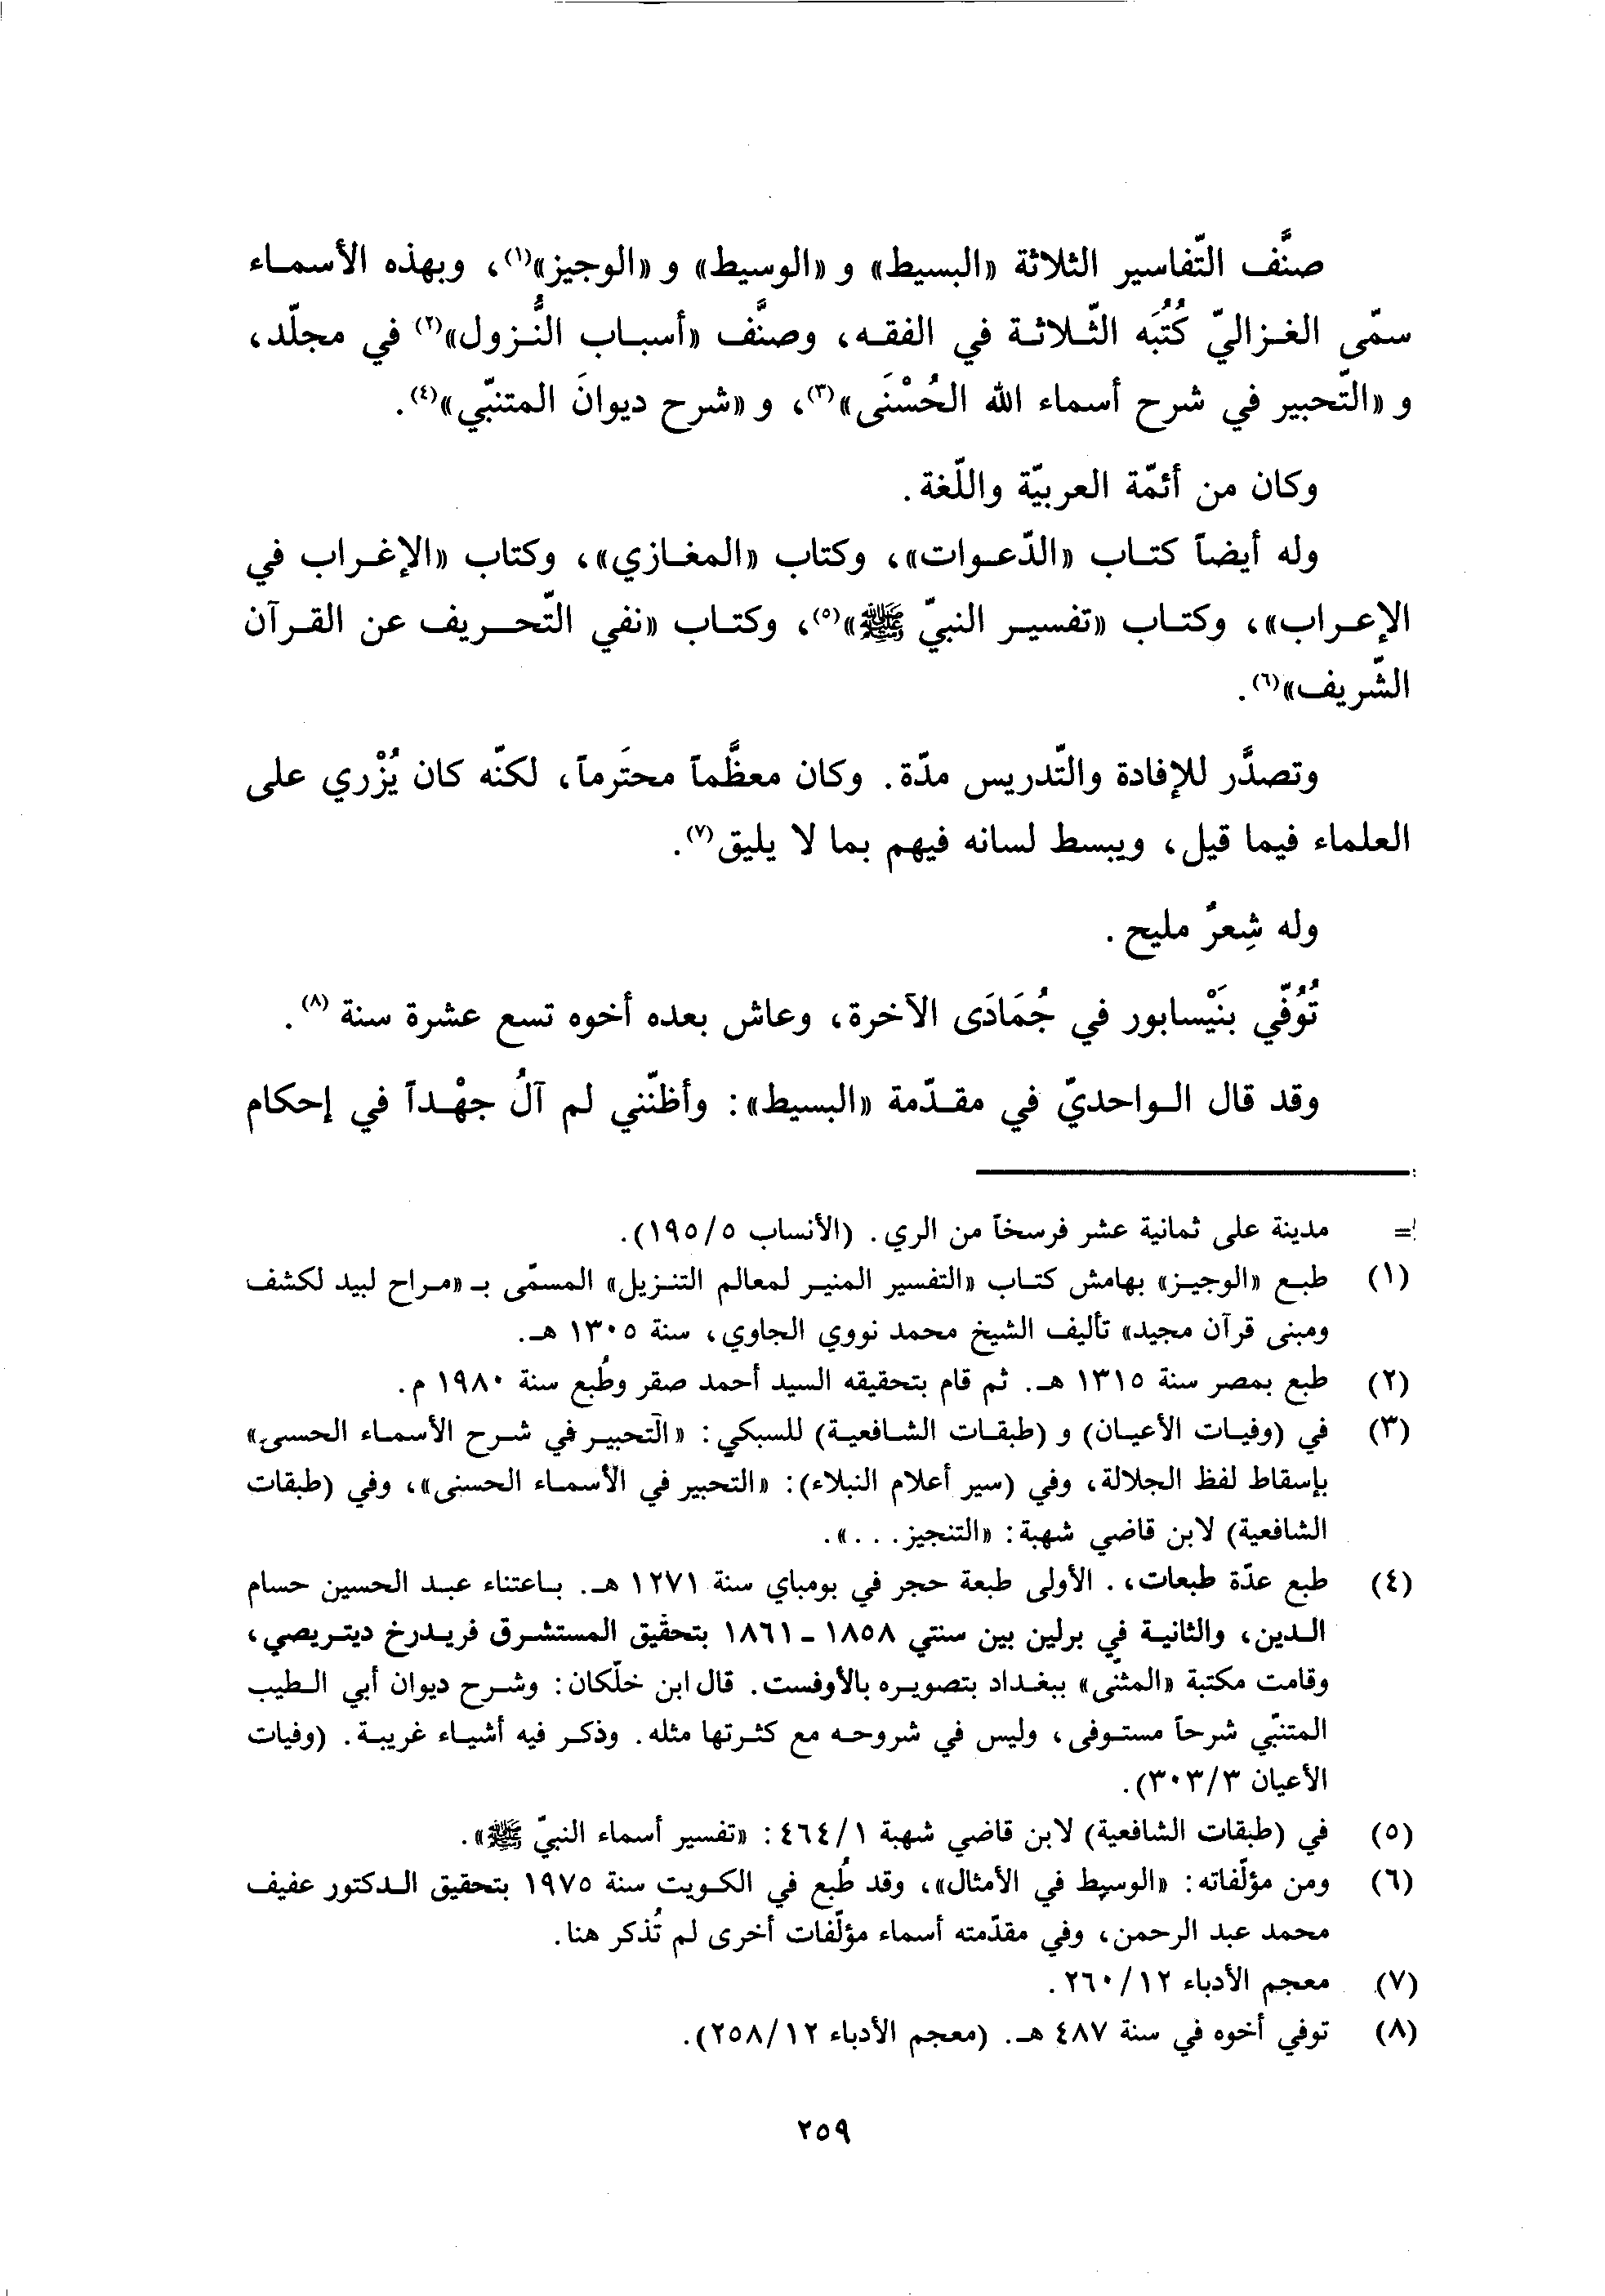 صنَّف التّفاسير الثلاثة «البسيط» و «الوسيط» و «الوجيز»(١)، وبهذه الأسماء
سمّى الغزاليّ كُتُبَه الثّلاثة في الفقه، وصنَّف «أسباب النُّزول»(٢) في مجلّد،
و «التّحبير في شرح أسماء الله الحُسْنَى»(٣)، و «شرح ديوانَ المتنبّي»(٤).
وكان من أئمّة العربيّة واللّغة.
وله أيضاً كتاب «الدّعوات»، وكتاب «المغازي»، وكتاب «الإغراب في
الإعراب»، وكتاب «تفسير النبيّ ﷺ»(٥)، وكتاب «نفي التّحريف عن القرآن
الشّريف»(٦).
وتصدَّر للإفادة والتّدريس مدّة. وكان معظَّماً محتَرماً، لكنّه كان يُزْري على
العلماء فيما قيل، ويبسط لسانه فيهم بما لا يليق(٧).
وله شِعرٌ مليح.
تُوُفّي بنَيْسابور في جُمَادَى الآخرة، وعاش بعده أخوه تسع عشرة سنة (٨).
وقد قال الواحديّ في مقدّمة «البسيط»: وأظنّني لم آلُ جهْداً في إحكام
= مدينة على ثمانية عشر فرسخاً من الري. (الأنساب ١٩٥/٥).
(١) طبع «الوجيز» بهامش كتاب «التفسير المنير لمعالم التنزيل» المسمّى بـ «مراح لبيد لكشف
ومبنى قرآن مجيد» تأليف الشيخ محمد نووي الجاوي، سنة ١٣٠٥ هـ.
(٢) طبع بمصر سنة ١٣١٥ هـ. ثم قام بتحقيقه السيد أحمد صقر وطُبع سنة ١٩٨٠ م.
(٣) في (وفيات الأعيان) و (طبقات الشافعية) للسبكي: «التحبير في شرح الأسماء الحسنى»
بإسقاط لفظ الجلالة، وفي (سير أعلام النبلاء): «التحبير في الأسماء الحسنى»، وفي (طبقات
الشافعية) لابن قاضي شهبة: «التنجيز...».
(٤) طبع عدّة طبعات،. الأولى طبعة حجر في بومباي سنة ١٢٧١ هـ. باعتناء عبد الحسين حسام
الدين، والثانية في برلين بين سنتي ١٨٥٨ - ١٨٦١ بتحقيق المستشرق فريدرخ ديتريصي،
وقامت مكتبة «المثنّى» ببغداد بتصويره بالأوفست. قال ابن خلّكان: وشرح ديوان أبي الطيب
المتنبّي شرحاً مستوفى، وليس في شروحه مع كثرتها مثله. وذكر فيه أشياء غريبة. (وفيات
الأعيان ٣٠٣/٣).
(٥) في (طبقات الشافعية) لابن قاضي شهبة ٤٦٤/١: «تفسير أسماء النبيّ ﷺ».
(٦) ومن مؤلّفاته: «الوسيط في الأمثال»، وقد طُبع في الكويت سنة ١٩٧٥ بتحقيق الدكتور عفيف
محمد عبد الرحمن، وفي مقدّمته أسماء مؤلّفات أخرى لم تُذكر هنا.
(٧) معجم الأدباء ٢٦٠/١٢.
(٨) توفي أخوه في سنة ٤٨٧ هـ. (معجم الأدباء ٢٥٨/١٢).
٢٥٩